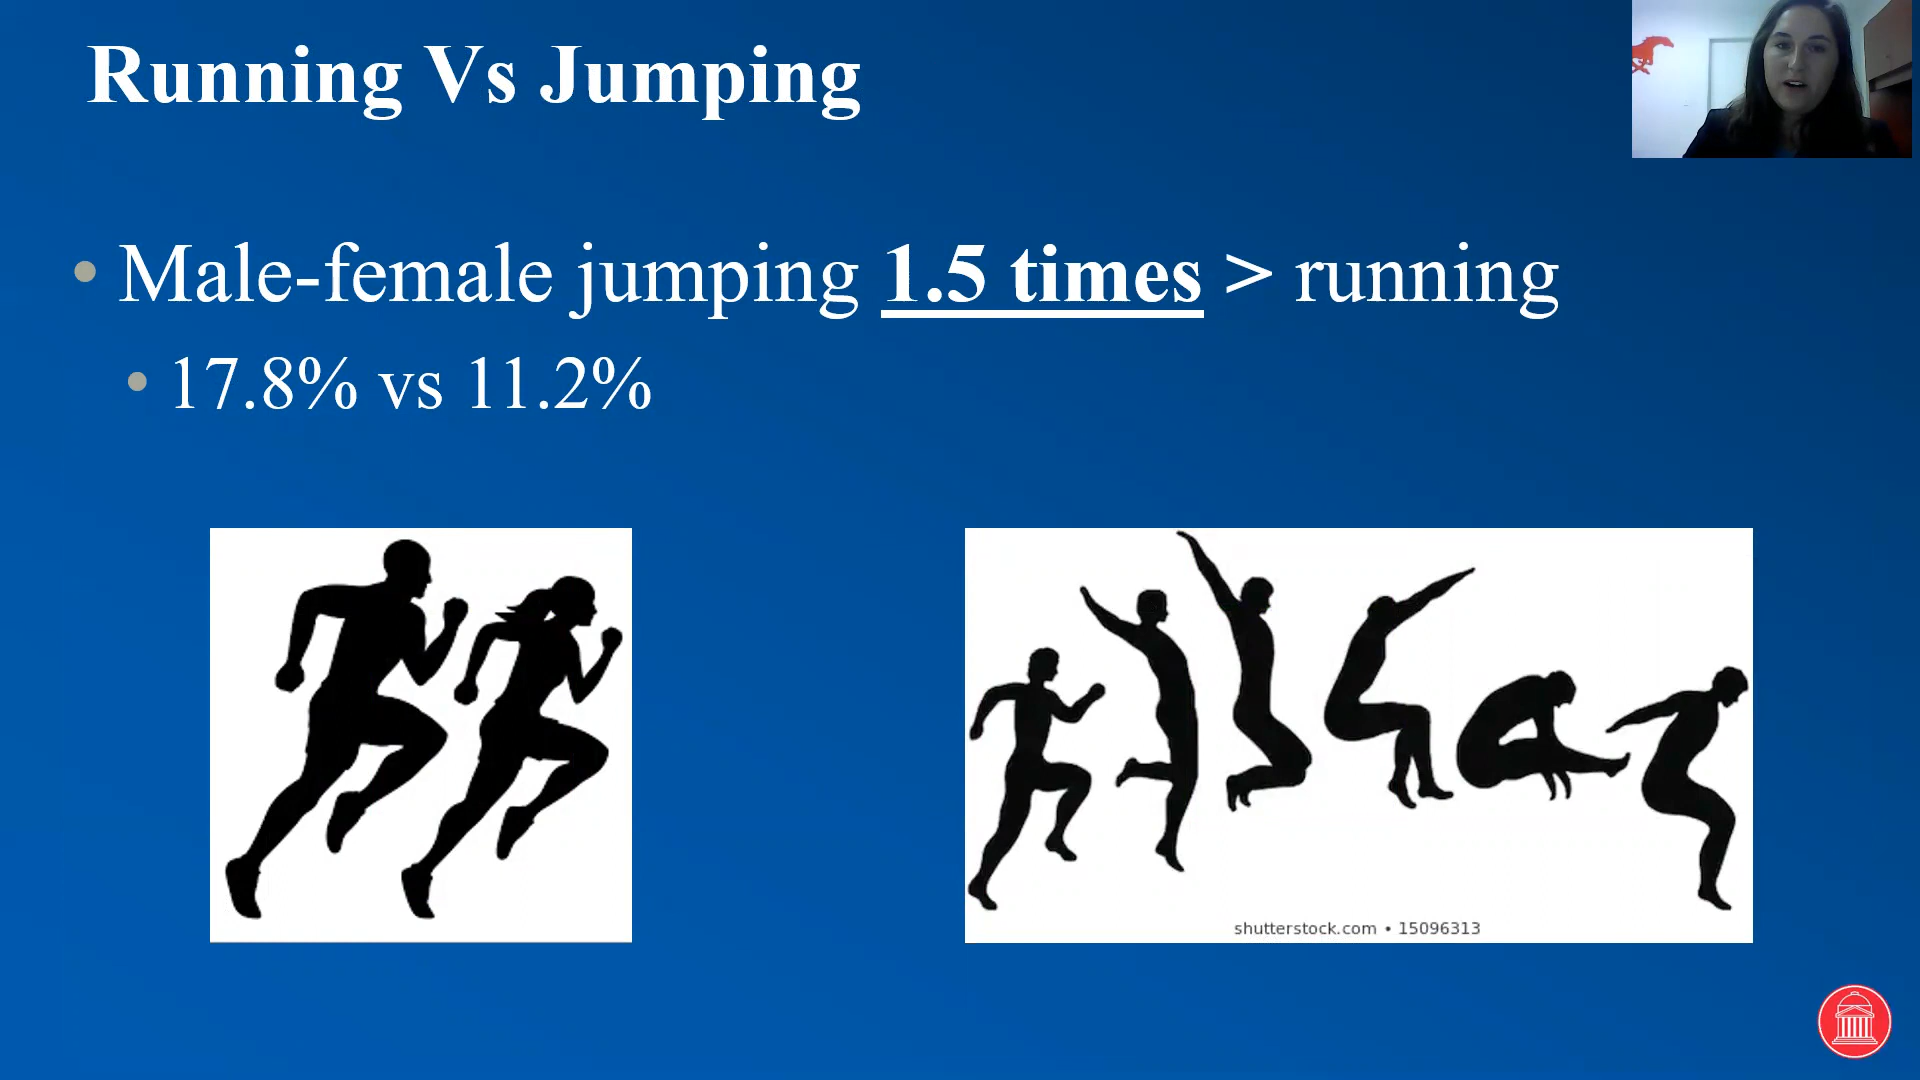 Running Vs Jumping
• Male-female jumping 1.5 times > running
• 17.8% vs 11.2%
shutterstock.com • 15096313